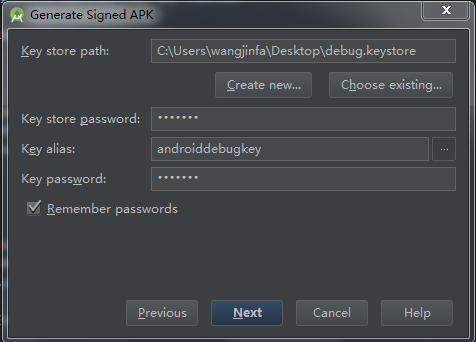 Generate Signed APK
Key store path: C:\Users\wangjinfa\Desktop\debug.keystore
Create new... Choose existing...
Key store password: •••••••
Key alias: androiddebugkey ...
Key password: •••••••
Remember passwords
Previous Next Cancel Help